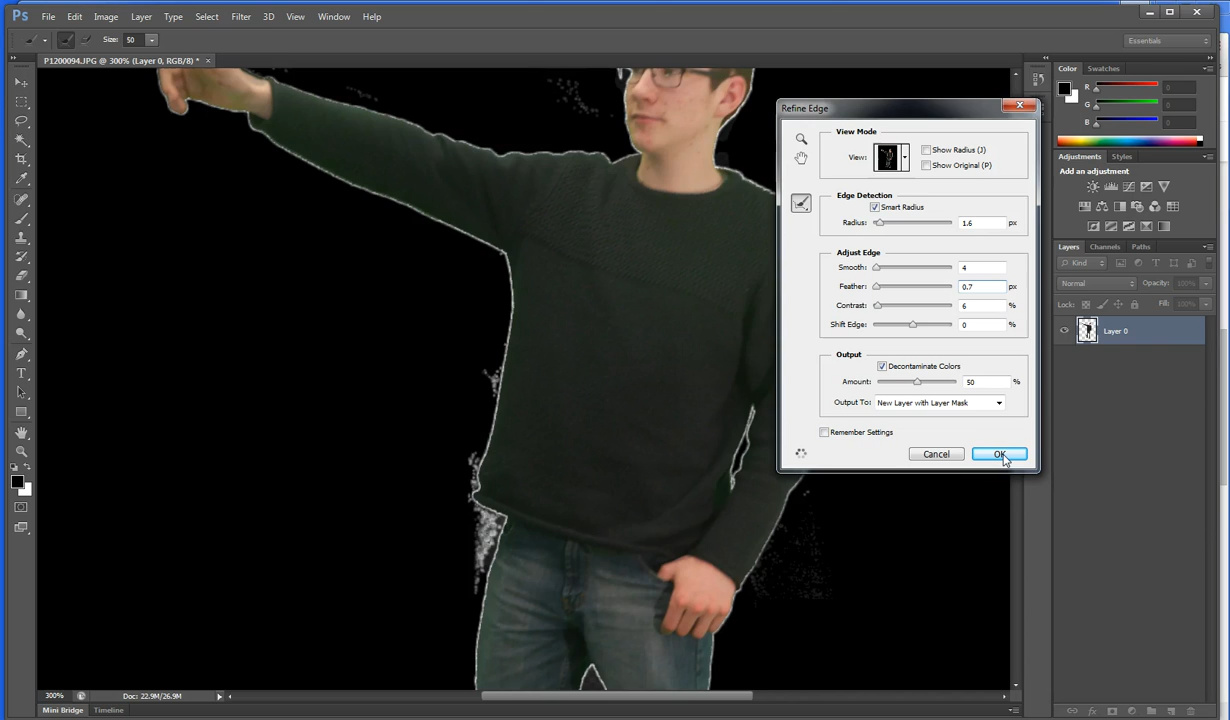 Ps File Edit Image Layer Type Select Filter 3D View Window Help
Size: 50
Essentials
P1200094.JPG @ 300% (Layer 0, RGB/8) * ×
Color Swatches
R 0
G 0
B 0
Adjustments Styles
Add an adjustment
Layers Channels Paths
Kind
Normal Opacity: 100%
Lock: Fill: 100%
Layer 0
Refine Edge
View Mode
View:
Show Radius (J)
Show Original (P)
Edge Detection
Smart Radius
Radius: 1.6 px
Adjust Edge
Smooth: 4
Feather: 0.7 px
Contrast: 6 %
Shift Edge: 0 %
Output
Decontaminate Colors
Amount: 50 %
Output To: New Layer with Layer Mask
Remember Settings
Cancel OK
300% Doc: 22.9M/26.9M
Mini Bridge Timeline